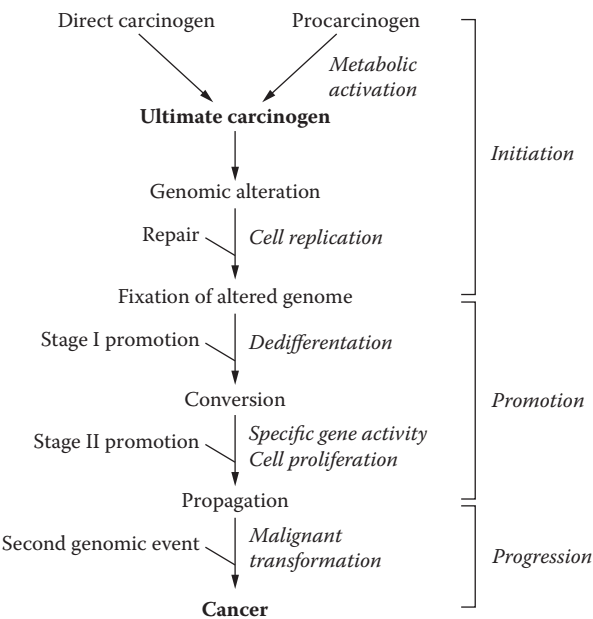 Direct carcinogen
Procarcinogen
Metabolic
activation
Ultimate carcinogen
Initiation
Genomic alteration
Repair
Cell replication
Fixation of altered genome
Stage I promotion
Dedifferentation
Conversion
Promotion
Stage II promotion
Specific gene activity
Cell proliferation
Propagation
Second genomic event
Malignant
transformation
Progression
Cancer